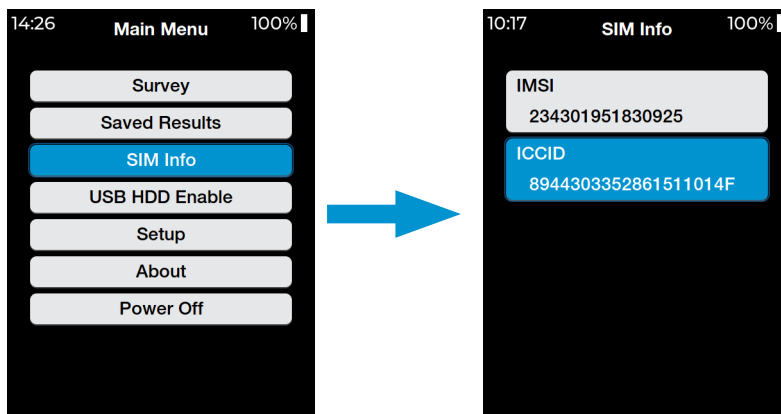 14:26 Main Menu 100%
Survey
Saved Results
SIM Info
USB HDD Enable
Setup
About
Power Off
10:17 SIM Info 100%
IMSI
234301951830925
ICCID
8944303352861511014F